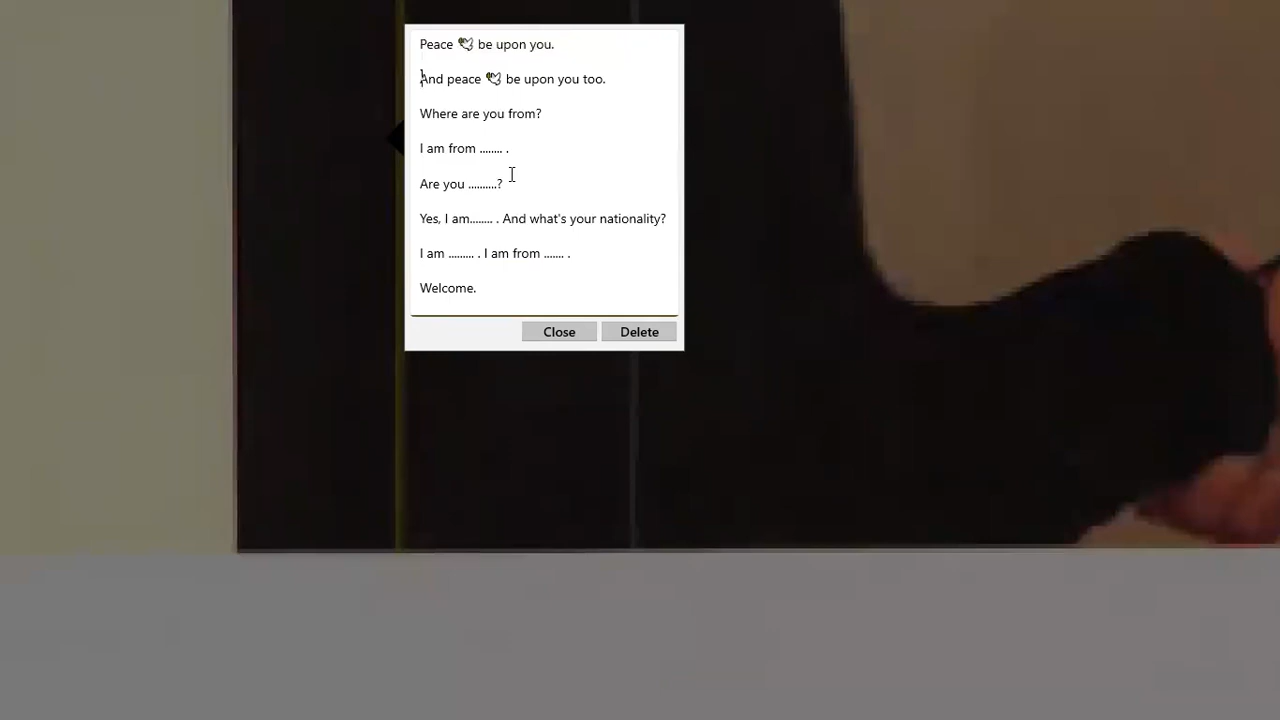 Peace 🕊 be upon you.
And peace 🕊 be upon you too.
Where are you from?
I am from ........ .
Are you ..........?
Yes, I am........ . And what's your nationality?
I am ......... . I am from ....... .
Welcome.
Close Delete